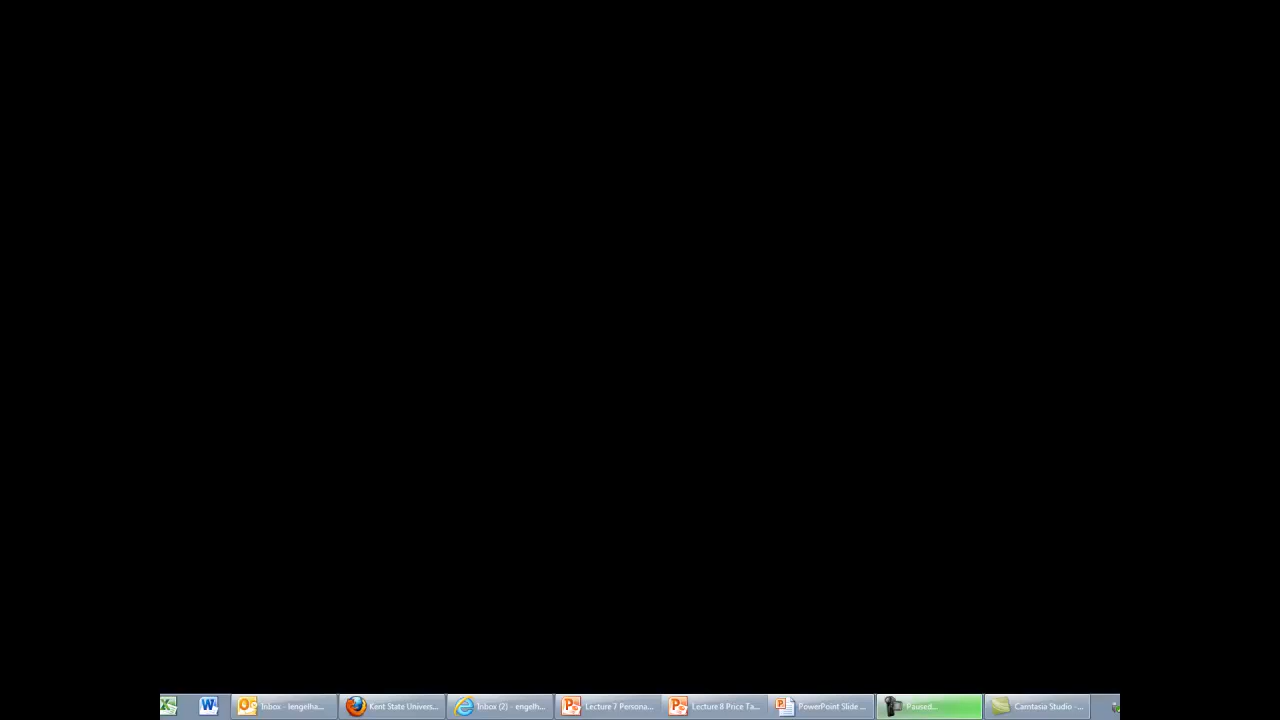 Inbox - lengelha...
Kent State Univers...
Inbox (2) - engelh...
Lecture 7 Persona...
Lecture 8 Price Ta...
PowerPoint Slide ...
Paused...
Camtasia Studio -...